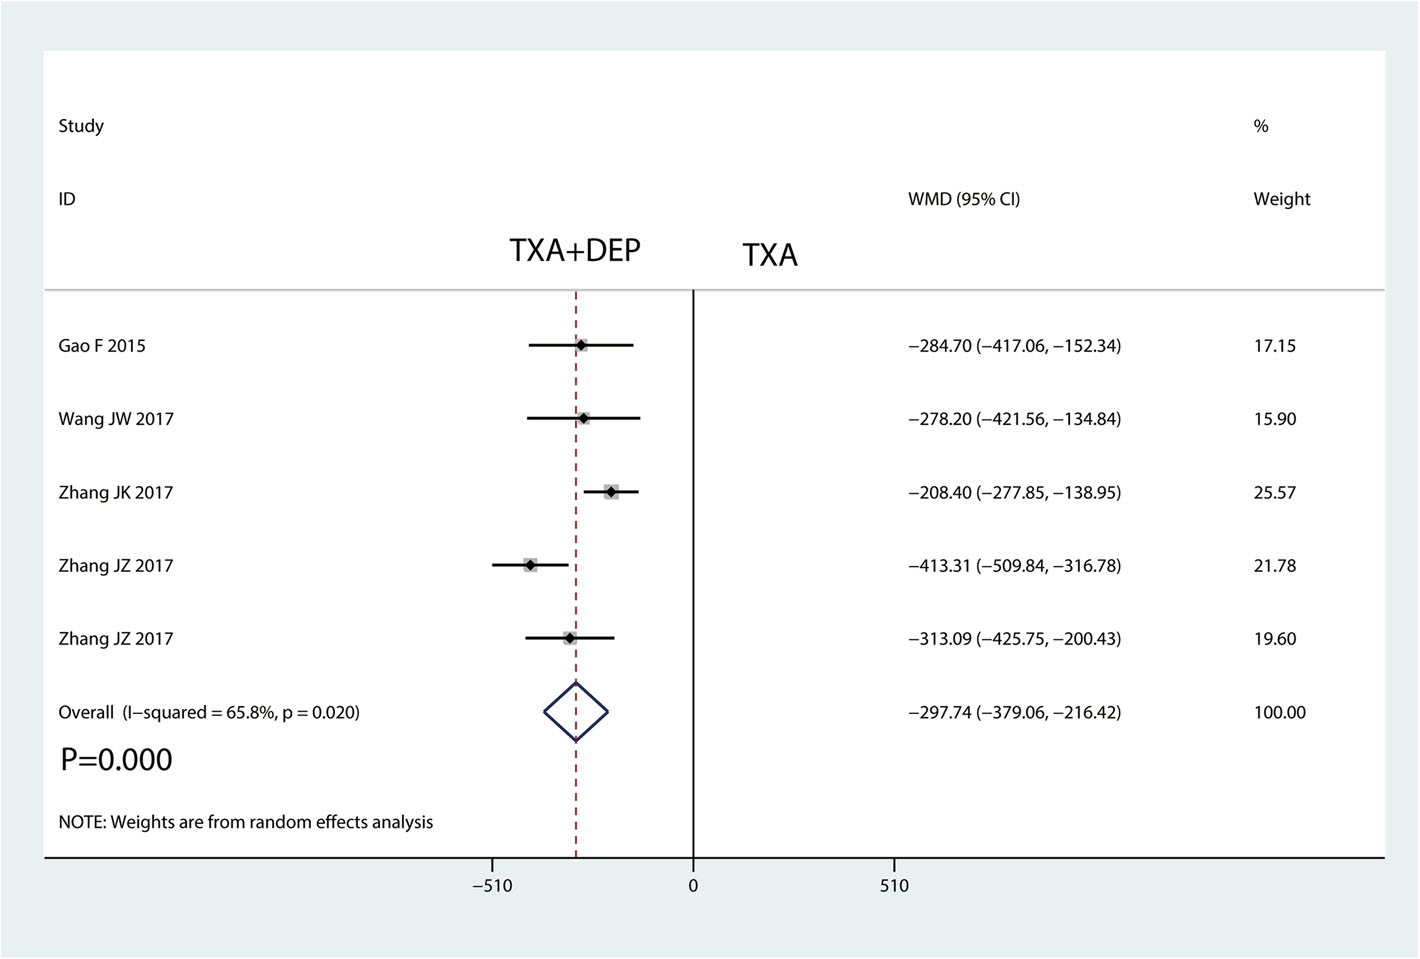 Study %
ID WMD (95% CI) Weight
TXA+DEP TXA
Gao F 2015 −284.70 (−417.06, −152.34) 17.15
Wang JW 2017 −278.20 (−421.56, −134.84) 15.90
Zhang JK 2017 −208.40 (−277.85, −138.95) 25.57
Zhang JZ 2017 −413.31 (−509.84, −316.78) 21.78
Zhang JZ 2017 −313.09 (−425.75, −200.43) 19.60
Overall (I−squared = 65.8%, p = 0.020) −297.74 (−379.06, −216.42) 100.00
P=0.000
NOTE: Weights are from random effects analysis
−510 0 510